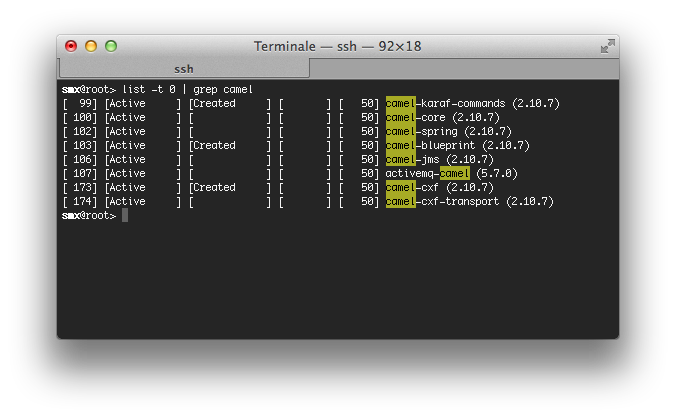 Terminale — ssh — 92×18
ssh
smx@root> list -t 0 | grep camel
[  99] [Active     ] [Created     ] [       ] [   50] camel-karaf-commands (2.10.7)
[ 100] [Active     ] [            ] [       ] [   50] camel-core (2.10.7)
[ 102] [Active     ] [            ] [       ] [   50] camel-spring (2.10.7)
[ 103] [Active     ] [Created     ] [       ] [   50] camel-blueprint (2.10.7)
[ 106] [Active     ] [            ] [       ] [   50] camel-jms (2.10.7)
[ 107] [Active     ] [            ] [       ] [   50] activemq-camel (5.7.0)
[ 173] [Active     ] [Created     ] [       ] [   50] camel-cxf (2.10.7)
[ 174] [Active     ] [            ] [       ] [   50] camel-cxf-transport (2.10.7)
smx@root>